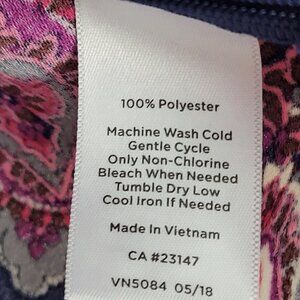 100% Polyester
Machine Wash Cold
Gentle Cycle
Only Non-Chlorine
Bleach When Needed
Tumble Dry Low
Cool Iron If Needed
Made In Vietnam
CA #23147
VN5084 05/18